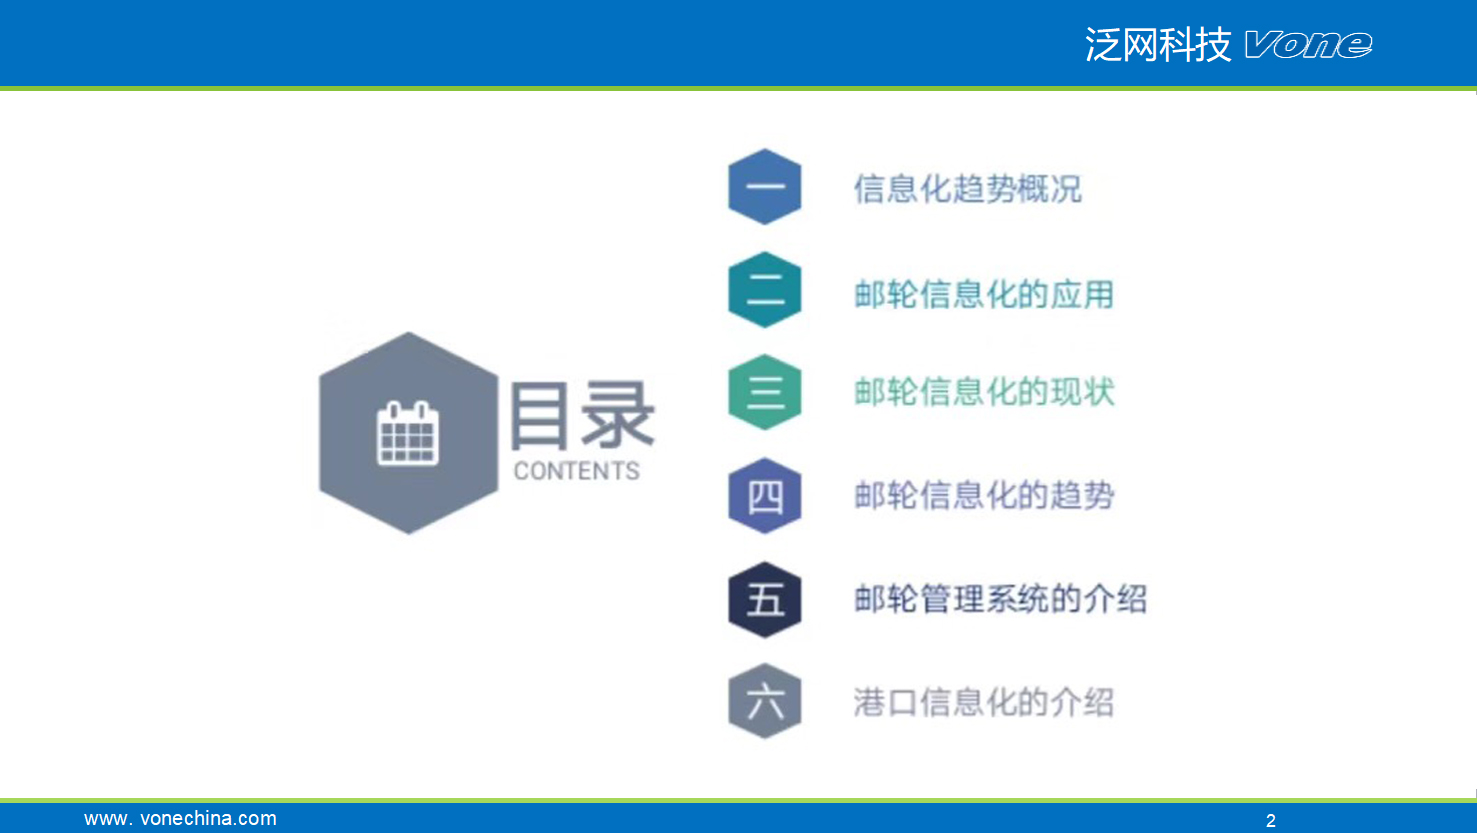 泛网科技 Vone
一 信息化趋势概况
二 邮轮信息化的应用
三 邮轮信息化的现状
目录
CONTENTS
四 邮轮信息化的趋势
五 邮轮管理系统的介绍
六 港口信息化的介绍
www. vonechina.com
2